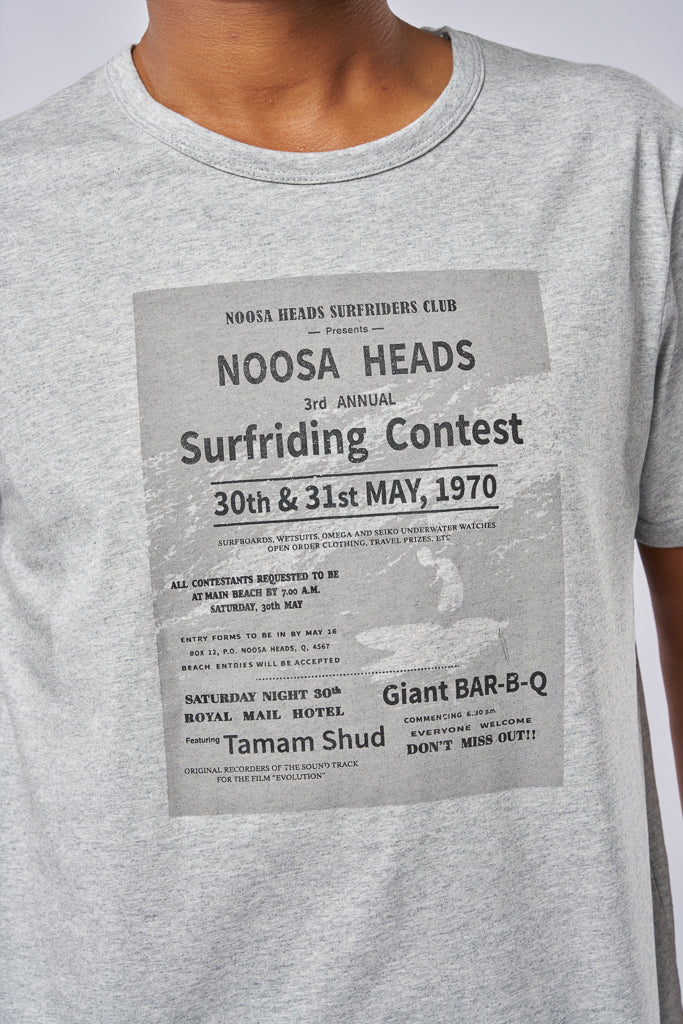 NOOSA HEADS SURFRIDERS CLUB
— Presents —
NOOSA HEADS
3rd ANNUAL
Surfriding Contest
30th & 31st MAY, 1970
SURFBOARDS, WETSUITS, OMEGA AND SEIKO UNDERWATER WATCHES
OPEN ORDER CLOTHING, TRAVEL PRIZES, ETC
ALL CONTESTANTS REQUESTED TO BE
AT MAIN BEACH BY 7.00 A.M.
SATURDAY, 30th MAY
ENTRY FORMS TO BE IN BY MAY 16
BOX 12, P.O. NOOSA HEADS, Q, 4567
BEACH ENTRIES WILL BE ACCEPTED
SATURDAY NIGHT 30th
ROYAL MAIL HOTEL
Featuring Tamam Shud
ORIGINAL RECORDERS OF THE SOUND TRACK
FOR THE FILM "EVOLUTION"
Giant BAR-B-Q
COMMENCING 6.30 p.m.
EVERYONE WELCOME
DON'T MISS OUT!!